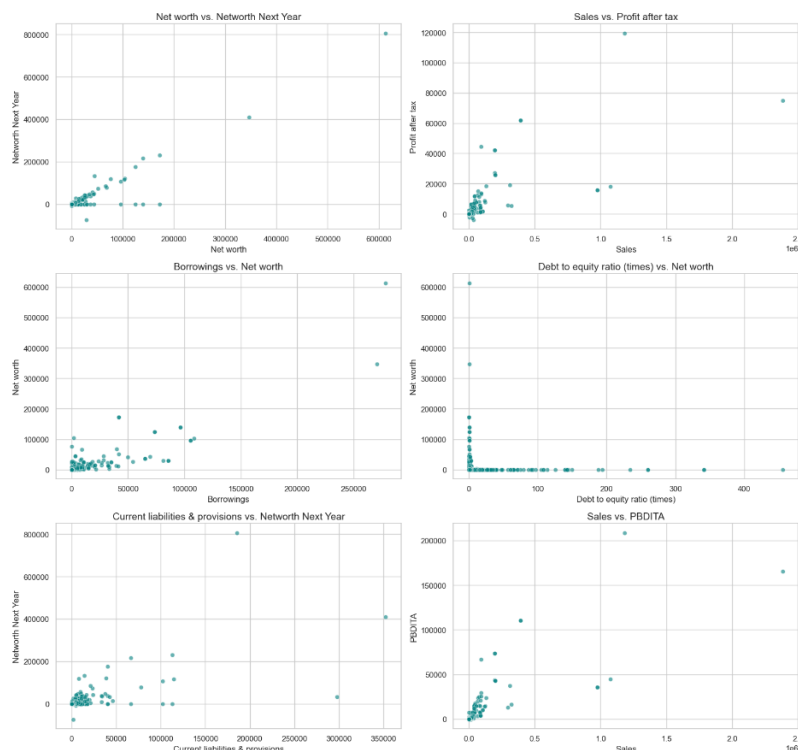 Net worth vs. Networth Next Year
800000
600000
400000
200000
0
Networth Next Year
0 100000 200000 300000 400000 500000 600000
Net worth
Sales vs. Profit after tax
120000
100000
80000
60000
40000
20000
0
Profit after tax
0 0.5 1.0 1.5 2.0 2.
1e6
Sales
Borrowings vs. Net worth
600000
500000
400000
300000
200000
100000
0
Net worth
0 50000 100000 150000 200000 250000
Borrowings
Debt to equity ratio (times) vs. Net worth
600000
500000
400000
300000
200000
100000
0
Net worth
0 100 200 300 400
Debt to equity ratio (times)
Current liabilities & provisions vs. Networth Next Year
800000
600000
400000
200000
0
Networth Next Year
0 50000 100000 150000 200000 250000 300000 350000
Current liabilities & provisions
Sales vs. PBDITA
200000
150000
100000
50000
0
PBDITA
0 0.5 1.0 1.5 2.0 2.
1e6
Sales